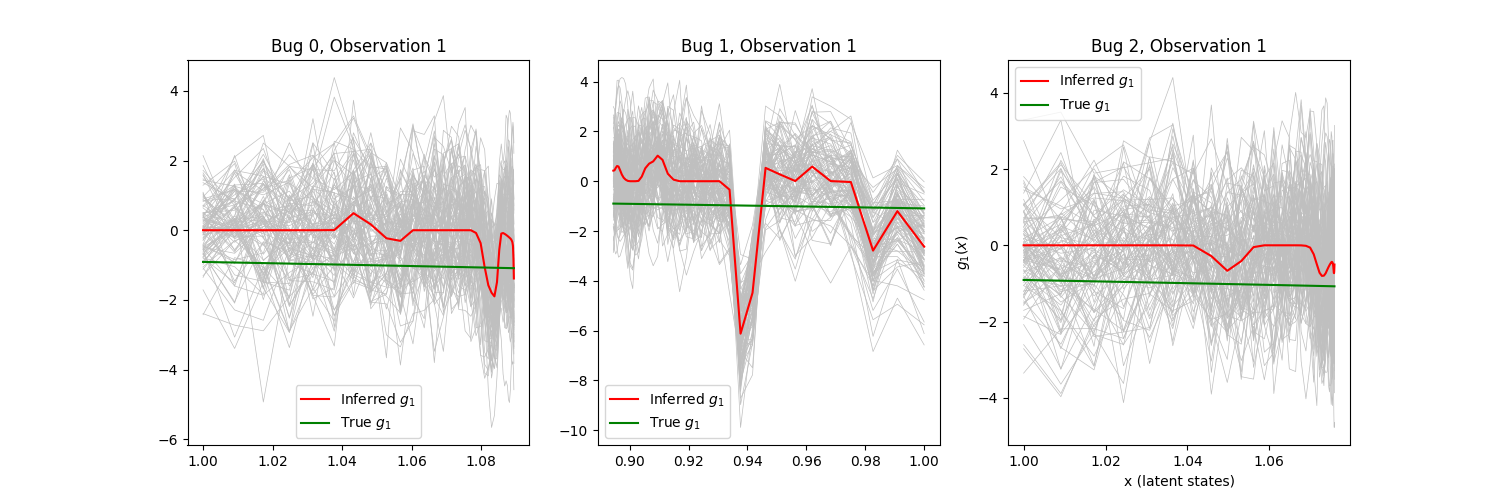 Bug 0, Observation 1
4
2
0
−2
−4
−6
1.00 1.02 1.04 1.06 1.08
Inferred g₁
True g₁
Bug 1, Observation 1
4
2
0
−2
−4
−6
−8
−10
0.90 0.92 0.94 0.96 0.98 1.00
Inferred g₁
True g₁
Bug 2, Observation 1
Inferred g₁
True g₁
g₁(x)
4
2
0
−2
−4
1.00 1.02 1.04 1.06
x (latent states)